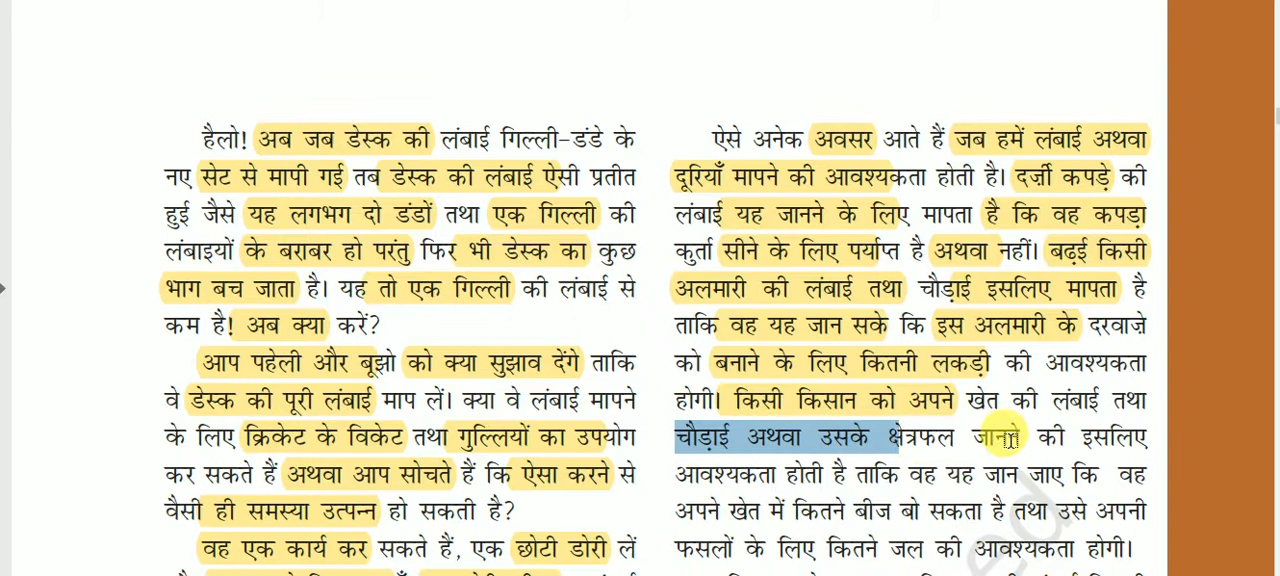 हैलो! अब जब डेस्क की लंबाई गिल्ली-डंडे के
नए सेट से मापी गई तब डेस्क की लंबाई ऐसी प्रतीत
हुई जैसे यह लगभग दो डंडों तथा एक गिल्ली की
लंबाइयों के बराबर हो परंतु फिर भी डेस्क का कुछ
भाग बच जाता है। यह तो एक गिल्ली की लंबाई से
कम है! अब क्या करें?
आप पहेली और बूझो को क्या सुझाव देंगे ताकि
वे डेस्क की पूरी लंबाई माप लें। क्या वे लंबाई मापने
के लिए क्रिकेट के विकेट तथा गुल्लियों का उपयोग
कर सकते हैं अथवा आप सोचते हैं कि ऐसा करने से
वैसी ही समस्या उत्पन्न हो सकती है?
वह एक कार्य कर सकते हैं, एक छोटी डोरी लें
ऐसे अनेक अवसर आते हैं जब हमें लंबाई अथवा
दूरियाँ मापने की आवश्यकता होती है। दर्ज़ी कपड़े की
लंबाई यह जानने के लिए मापता है कि वह कपड़ा
कुर्ता सीने के लिए पर्याप्त है अथवा नहीं। बढ़ई किसी
अलमारी की लंबाई तथा चौड़ाई इसलिए मापता है
ताकि वह यह जान सके कि इस अलमारी के दरवाजे
को बनाने के लिए कितनी लकड़ी की आवश्यकता
होगी। किसी किसान को अपने खेत की लंबाई तथा
चौड़ाई अथवा उसके क्षेत्रफल जानने की इसलिए
आवश्यकता होती है ताकि वह यह जान जाए कि वह
अपने खेत में कितने बीज बो सकता है तथा उसे अपनी
फसलों के लिए कितने जल की आवश्यकता होगी।